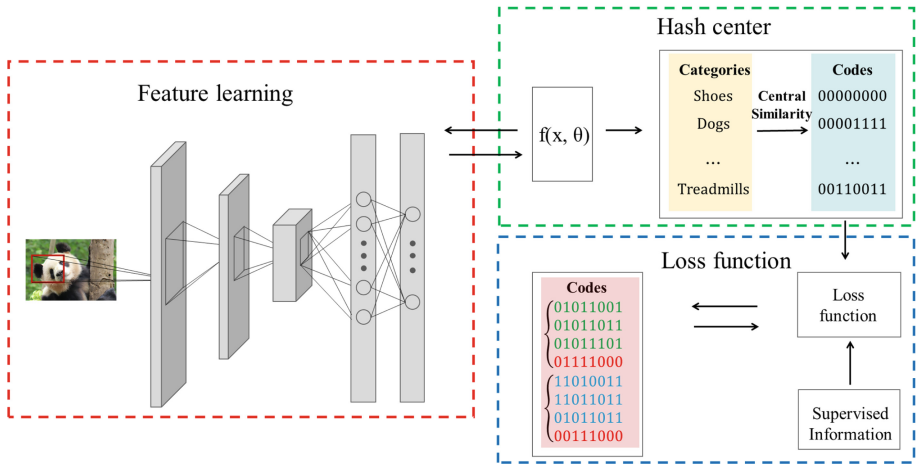 Feature learning
Hash center
f(x, θ)
Categories
Shoes
Dogs
...
Treadmills
Central
Similarity
Codes
00000000
00001111
...
00110011
Loss function
Codes
01011001
01011011
01011101
01111000
11010011
11011011
01011011
00111000
Loss
function
Supervised
Information